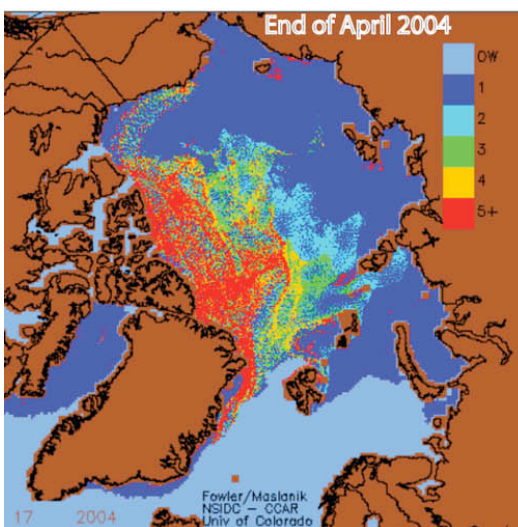 End of April 2004
OW
1
2
3
4
5+
Fowler/Maslanik
NSIDC – CCAR
Univ of Colorado
17 2004